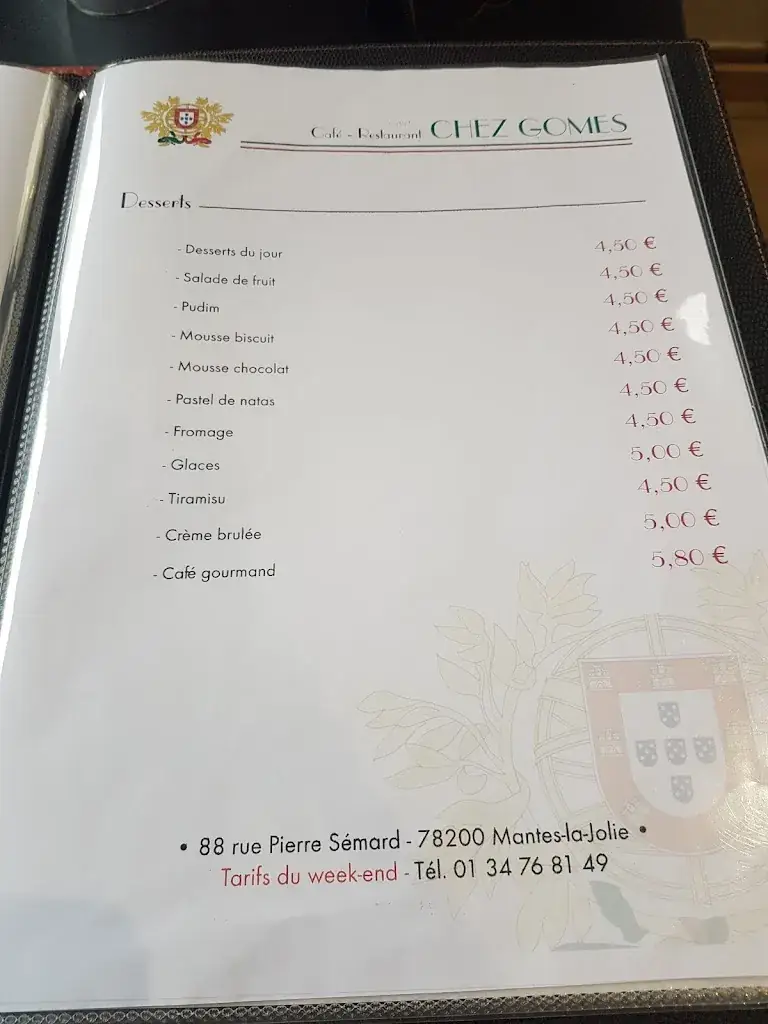 Café - Restaurant CHEZ GOMES
Desserts
- Desserts du jour 4,50 €
- Salade de fruit 4,50 €
- Pudim 4,50 €
- Mousse biscuit 4,50 €
- Mousse chocolat 4,50 €
- Pastel de natas 4,50 €
- Fromage 4,50 €
- Glaces 5,00 €
- Tiramisu 4,50 €
- Crème brulée 5,00 €
- Café gourmand 5,80 €
• 88 rue Pierre Sémard - 78200 Mantes-la-Jolie •
Tarifs du week-end - Tél. 01 34 76 81 49